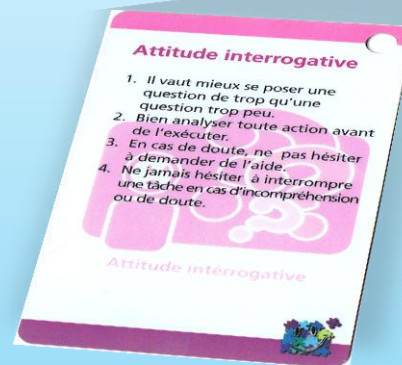 Attitude interrogative
1. Il vaut mieux se poser une
question de trop qu'une
question trop peu.
2. Bien analyser toute action avant
de l'exécuter.
3. En cas de doute, ne pas hésiter
à demander de l'aide.
4. Ne jamais hésiter à interrompre
une tâche en cas d'incompréhension
ou de doute.
Attitude intérrogative